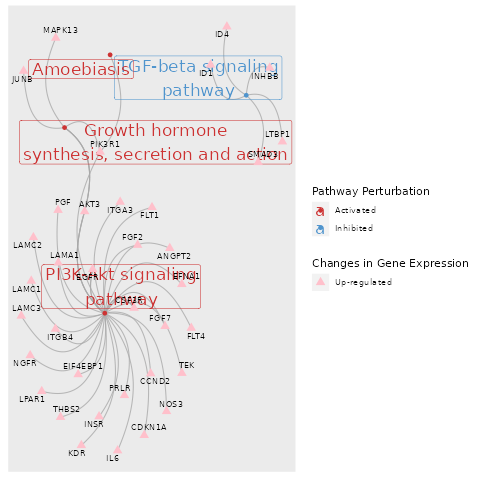 MAPK13
ID4
Amoebiasis
TGF-beta signaling
pathway
JUNB
ID1
INHBB
Growth hormone
synthesis, secretion and action
PIK3R1
LTBP1
SMAD3
PGF
AKT3
ITGA3
FLT1
LAMC2
FGF2
ANGPT2
LAMA1
EGFR
PI3K-Akt signaling
pathway
LAMC1
LAMC3
FGF7
ITGB4
FLT4
NGFR
EIF4EBP1
TEK
CCND2
PRLR
LPAR1
THBS2
NOS3
INSR
CDKN1A
KDR
IL6
Pathway Perturbation
Activated
Inhibited
Changes in Gene Expression
Up-regulated